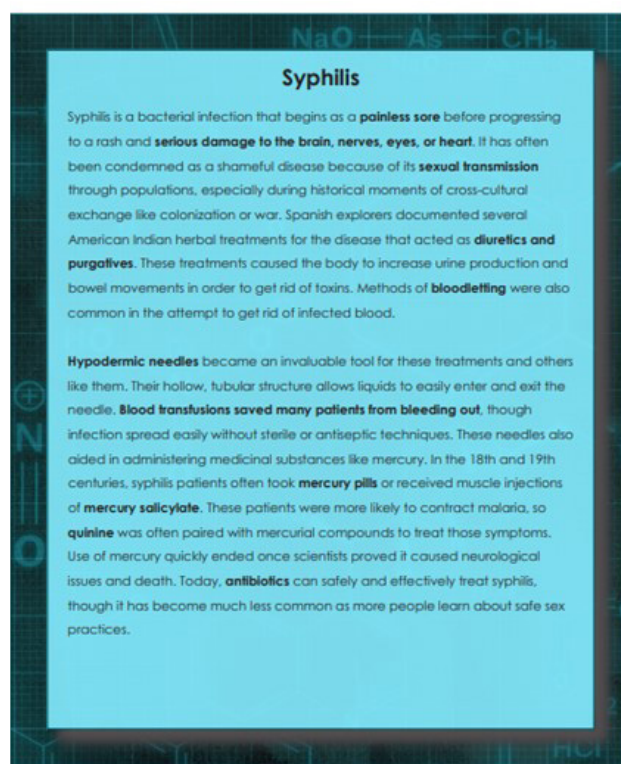 NaO — As — CH₂
Syphilis
Syphilis is a bacterial infection that begins as a painless sore before progressing
to a rash and serious damage to the brain, nerves, eyes, or heart. It has often
been condemned as a shameful disease because of its sexual transmission
through populations, especially during historical moments of cross-cultural
exchange like colonization or war. Spanish explorers documented several
American Indian herbal treatments for the disease that acted as diuretics and
purgatives. These treatments caused the body to increase urine production and
bowel movements in order to get rid of toxins. Methods of bloodletting were also
common in the attempt to get rid of infected blood.
Hypodermic needles became an invaluable tool for these treatments and others
like them. Their hollow, tubular structure allows liquids to easily enter and exit the
needle. Blood transfusions saved many patients from bleeding out, though
infection spread easily without sterile or antiseptic techniques. These needles also
aided in administering medicinal substances like mercury. In the 18th and 19th
centuries, syphilis patients often took mercury pills or received muscle injections
of mercury salicylate. These patients were more likely to contract malaria, so
quinine was often paired with mercurial compounds to treat those symptoms.
Use of mercury quickly ended once scientists proved it caused neurological
issues and death. Today, antibiotics can safely and effectively treat syphilis,
though it has become much less common as more people learn about safe sex
practices.
N
O
HCl